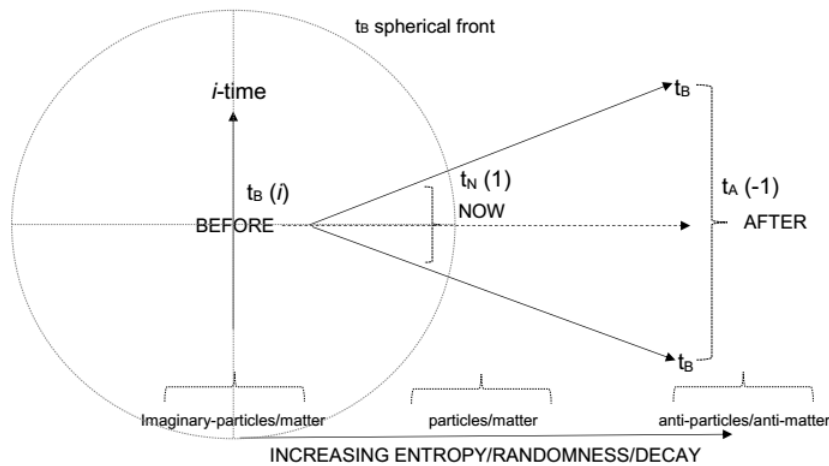 tB spherical front
i-time
tB
tB (i)
tN (1)
tA (-1)
NOW
BEFORE
AFTER
tB
Imaginary-particles/matter
particles/matter
anti-particles/anti-matter
INCREASING ENTROPY/RANDOMNESS/DECAY